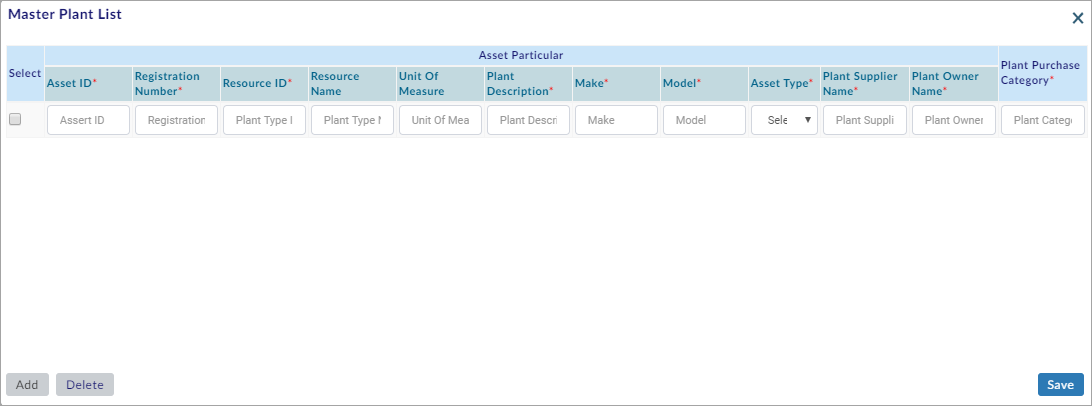 Master Plant List
Asset Particular
Select
Asset ID*
Registration
Number*
Resource ID*
Resource
Name
Unit Of
Measure
Plant
Description*
Make*
Model*
Asset Type*
Plant Supplier
Name*
Plant Owner
Name*
Plant Purchase
Category*
Assert ID
Registration
Plant Type I
Plant Type
Unit Of Mea
Plant Descri
Make
Model
Sele
Plant Suppli
Plant Owner
Plant Catego
Add
Delete
Save